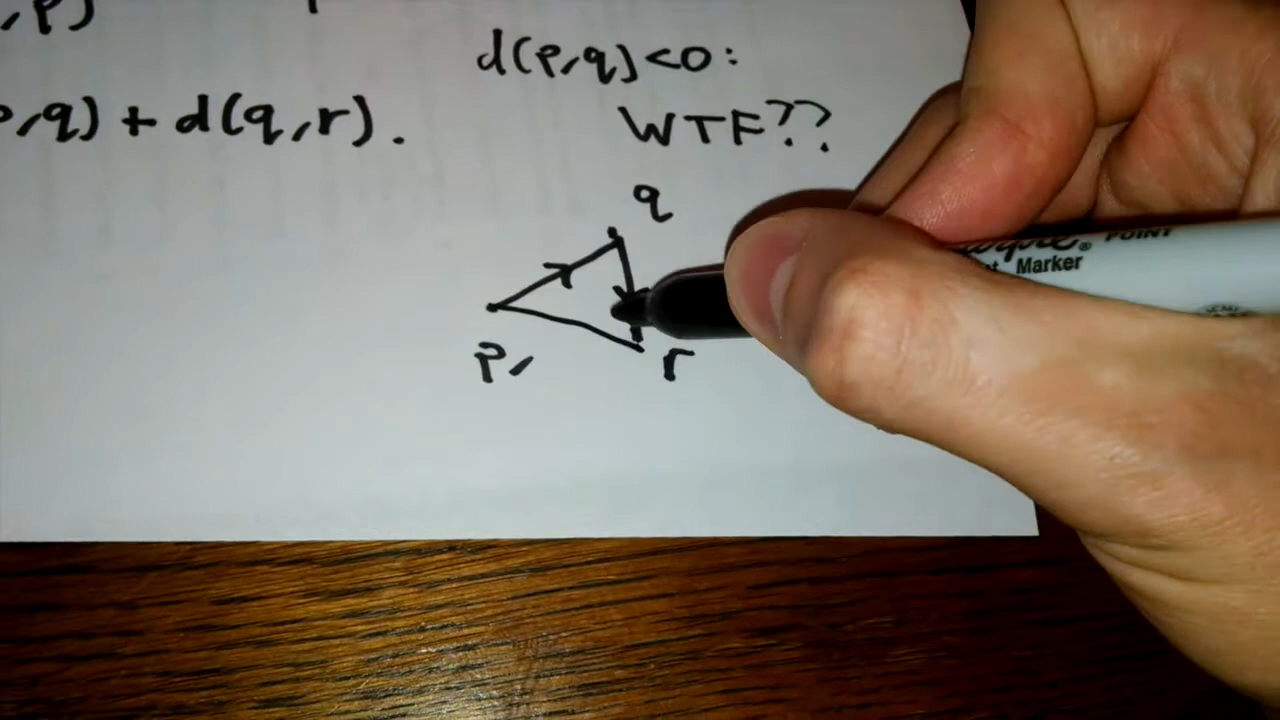 ,p)
d(p,q)<0:
,q) + d(q,r).
WTF??
q
p,
r
POINT
Marker